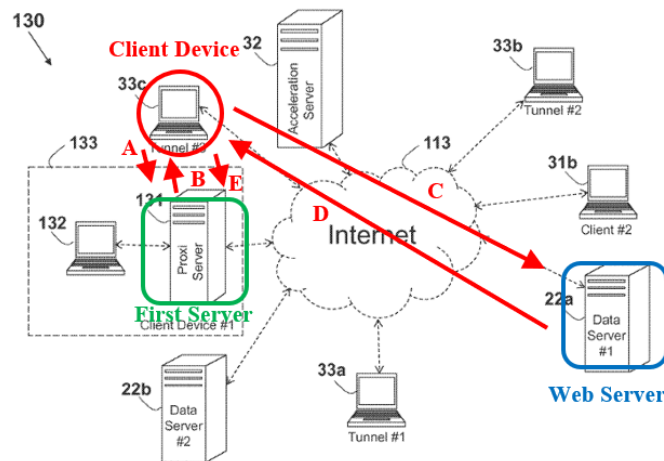 130
Client Device
32
33b
33c
Acceleration
Server
Tunnel #2
Tunnel #3
133
A
113
31b
B
E
C
131
D
132
Client #2
Internet
Proxi
Server
22a
First Server
Client Device #1
Data
Server
#1
22b
33a
Web Server
Data
Server
#2
Tunnel #1